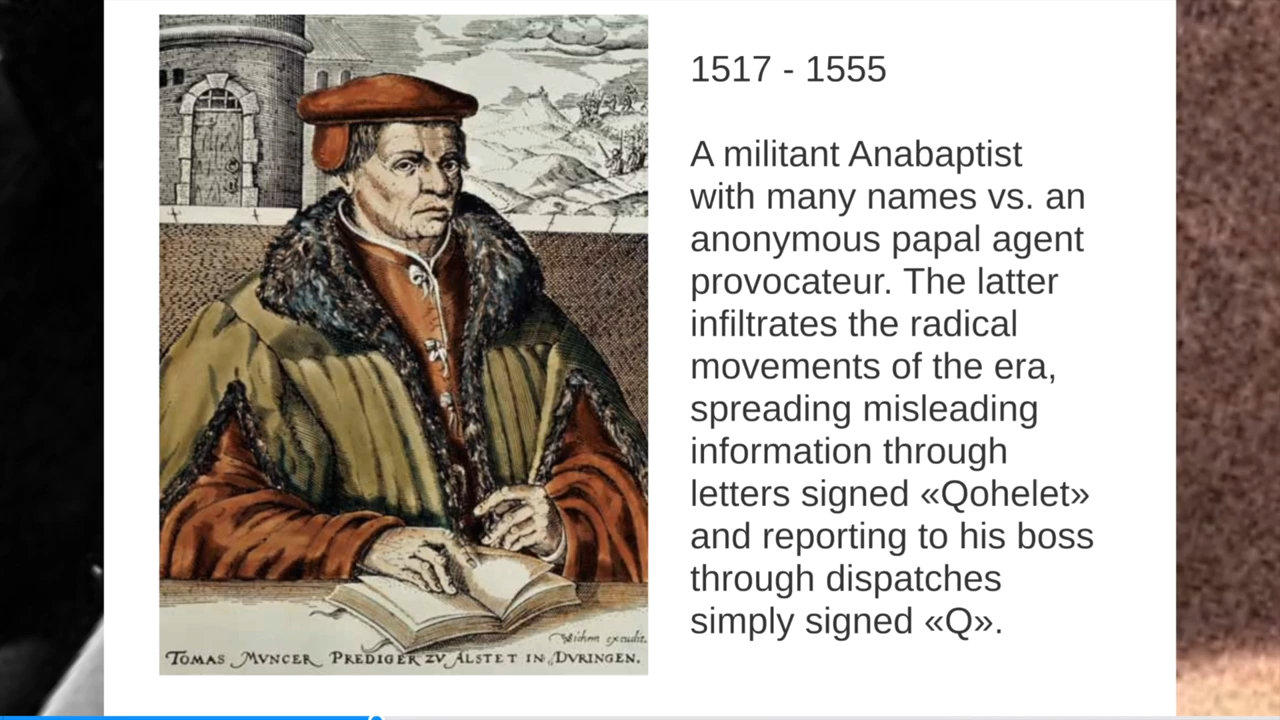 1517 - 1555
A militant Anabaptist
with many names vs. an
anonymous papal agent
provocateur. The latter
infiltrates the radical
movements of the era,
spreading misleading
information through
letters signed «Qohelet»
and reporting to his boss
through dispatches
simply signed «Q».
Sichem excudit.
TOMAS MVNCER PREDIGER ZV ALSTET IN DVRINGEN.